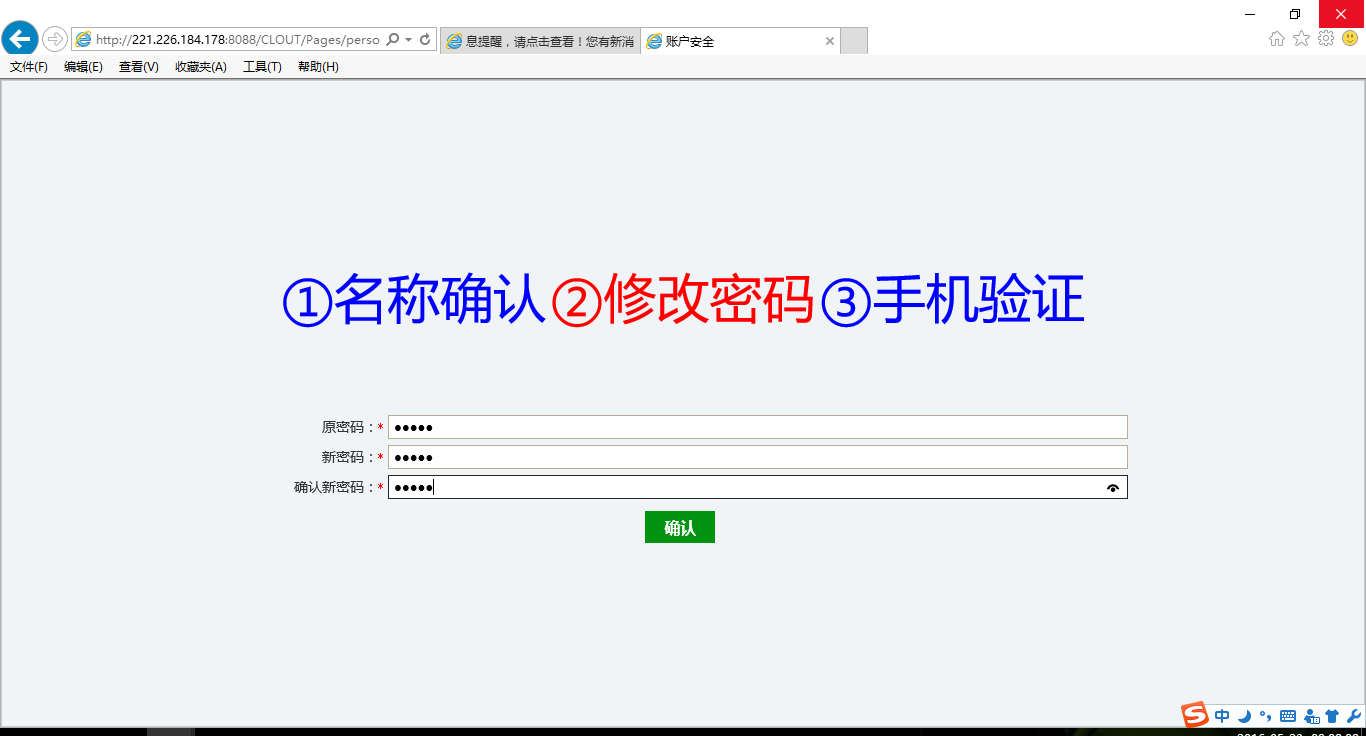 http://221.226.184.178:8088/CLOUT/Pages/perso
息提醒，请点击查看！您有新消
账户安全
文件(F) 编辑(E) 查看(V) 收藏夹(A) 工具(T) 帮助(H)
①名称确认②修改密码③手机验证
原密码：* ●●●●●
新密码：* ●●●●●
确认新密码：* ●●●●●
确认
S 中